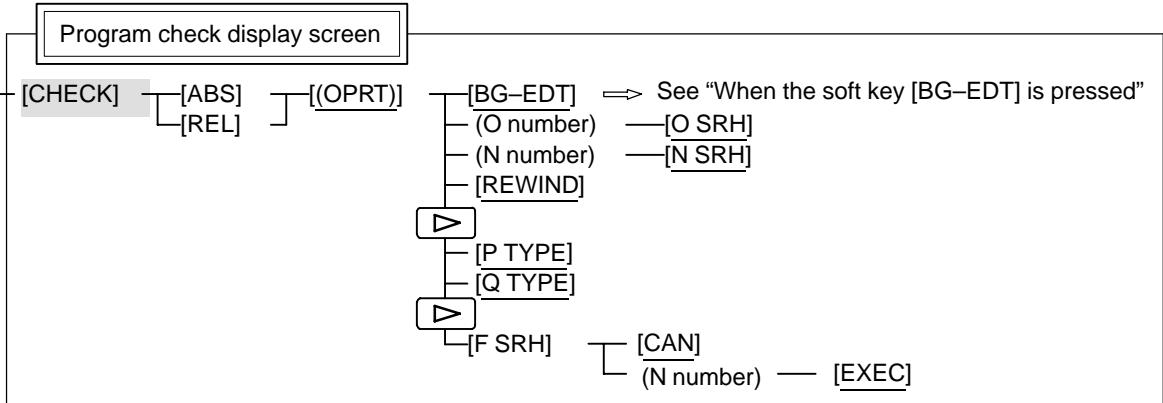 Program check display screen
[CHECK] [ABS] [(OPRT)] [BG–EDT] See “When the soft key [BG–EDT] is pressed”
[REL] (O number) [O SRH]
(N number) [N SRH]
[REWIND]
[P TYPE]
[Q TYPE]
[F SRH] [CAN]
(N number) [EXEC]